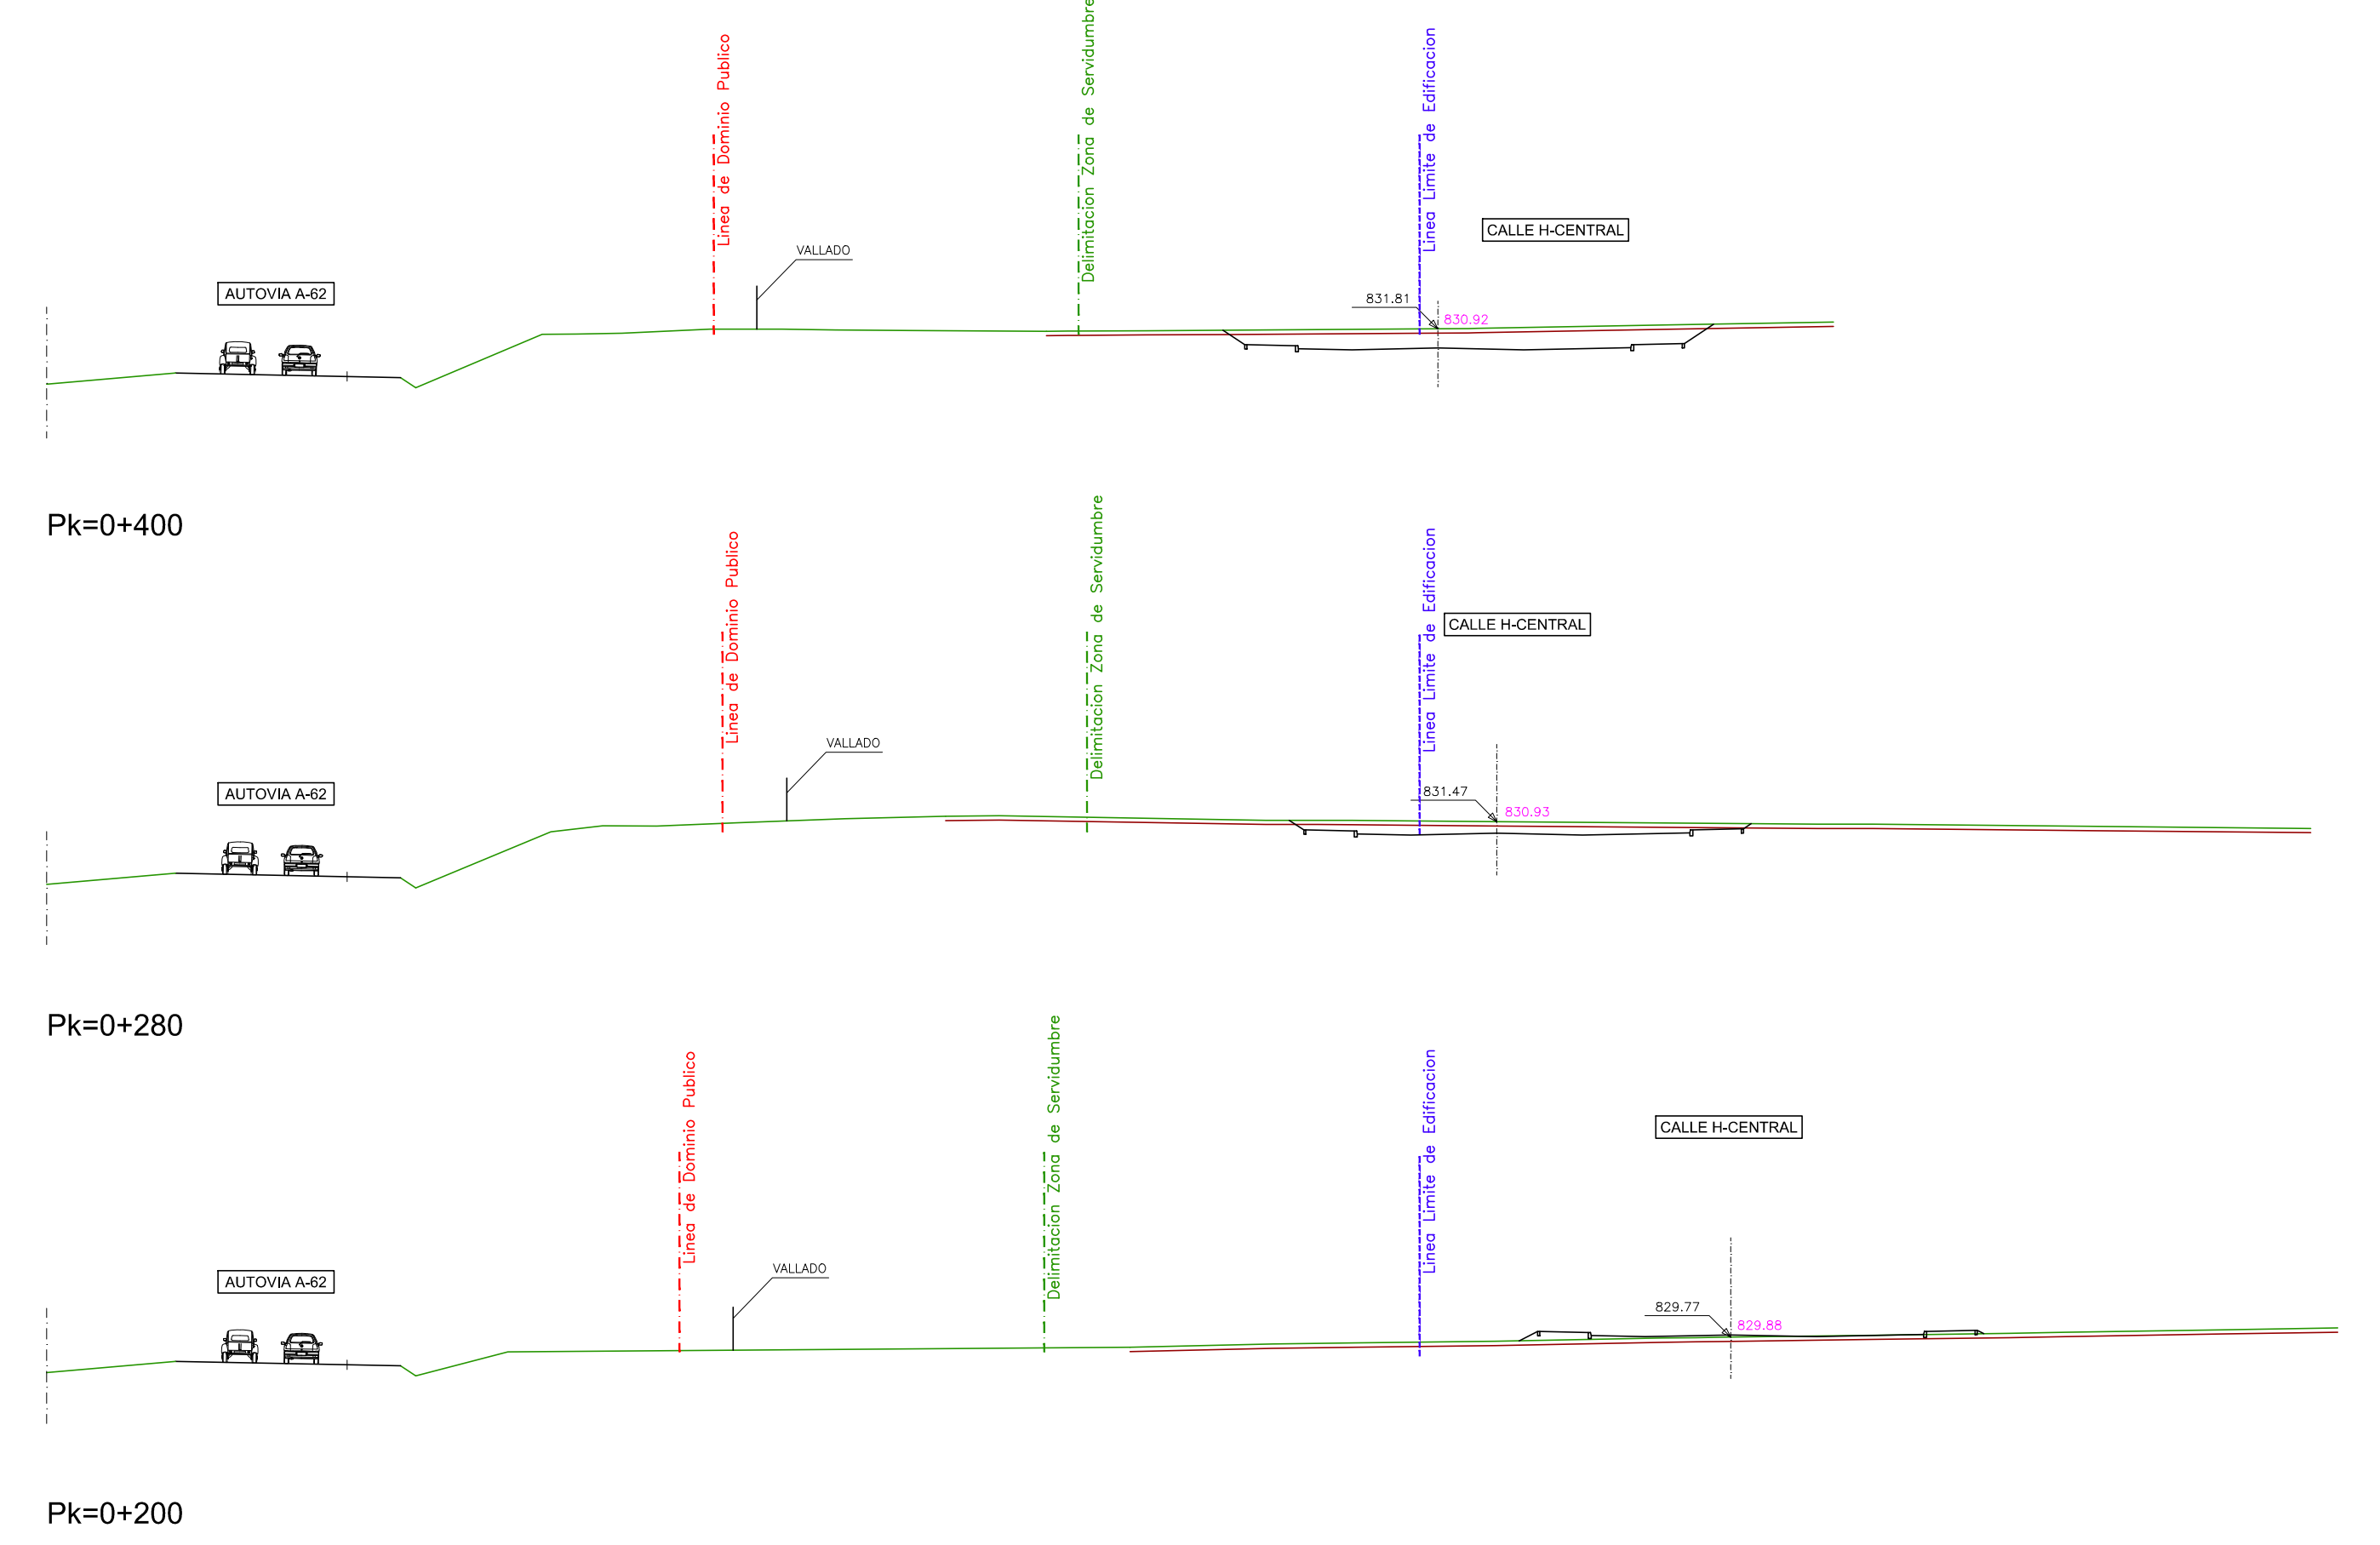 Linea de Dominio Publico
Delimitacion Zona de Servidumbre
Linea Limite de Edificacion
CALLE H-CENTRAL
VALLADO
AUTOVIA A-62
831.81
830.92
Pk=0+400
Linea de Dominio Publico
Delimitacion Zona de Servidumbre
Linea Limite de Edificacion
CALLE H-CENTRAL
VALLADO
AUTOVIA A-62
831.47
830.93
Pk=0+280
Linea de Dominio Publico
Delimitacion Zona de Servidumbre
Linea Limite de Edificacion
CALLE H-CENTRAL
VALLADO
AUTOVIA A-62
829.77
829.88
Pk=0+200